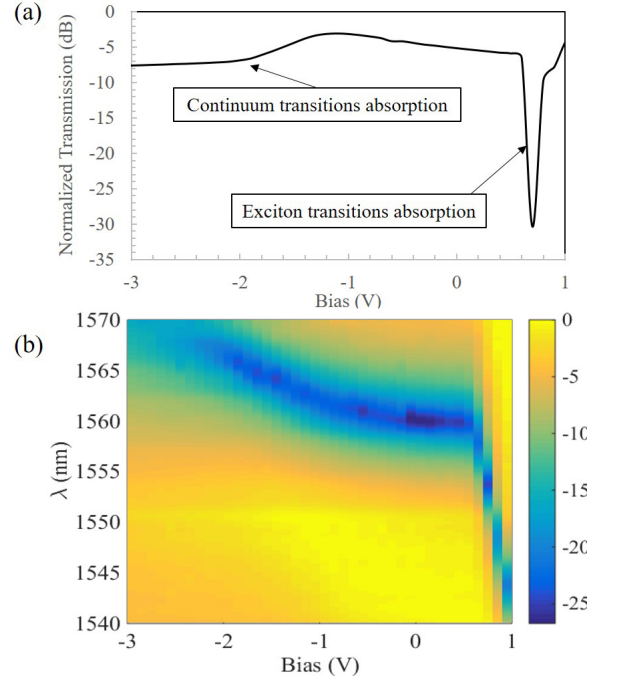 (a)
Normalized Transmission (dB)
0
-5
-10
-15
-20
-25
-30
-35
Continuum transitions absorption
Exciton transitions absorption
-3 -2 -1 0 1
Bias (V)
(b)
λ (nm)
1570
1565
1560
1555
1550
1545
1540
-3 -2 -1 0 1
Bias (V)
0
-5
-10
-15
-20
-25